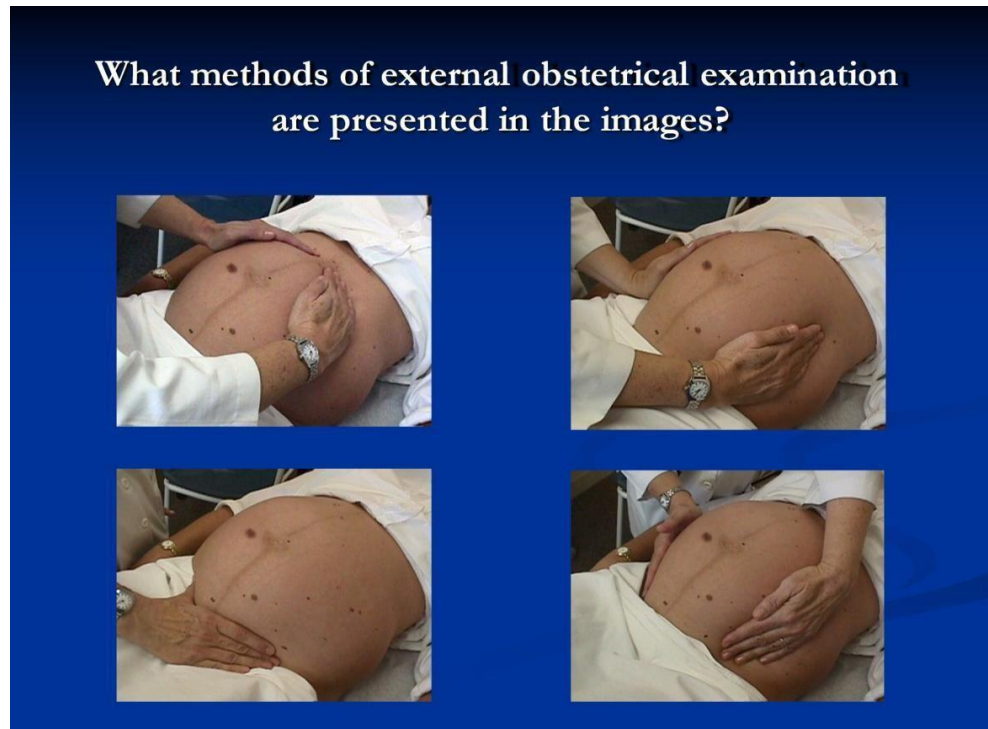 What methods of external obstetrical examination
are presented in the images?